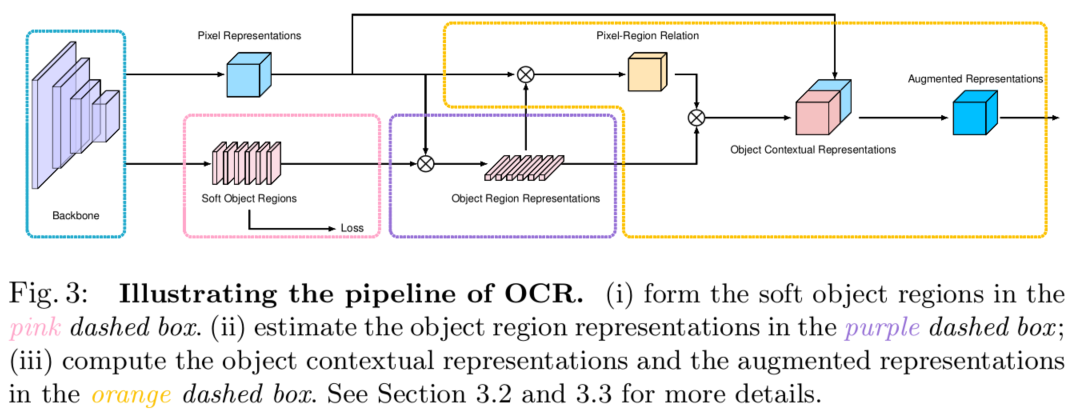 Pixel Representations
Pixel-Region Relation
Augmented Representations
Object Contextual Representations
Soft Object Regions
Object Region Representations
Backbone
Loss
Fig. 3: Illustrating the pipeline of OCR. (i) form the soft object regions in the
pink dashed box. (ii) estimate the object region representations in the purple dashed box;
(iii) compute the object contextual representations and the augmented representations
in the orange dashed box. See Section 3.2 and 3.3 for more details.